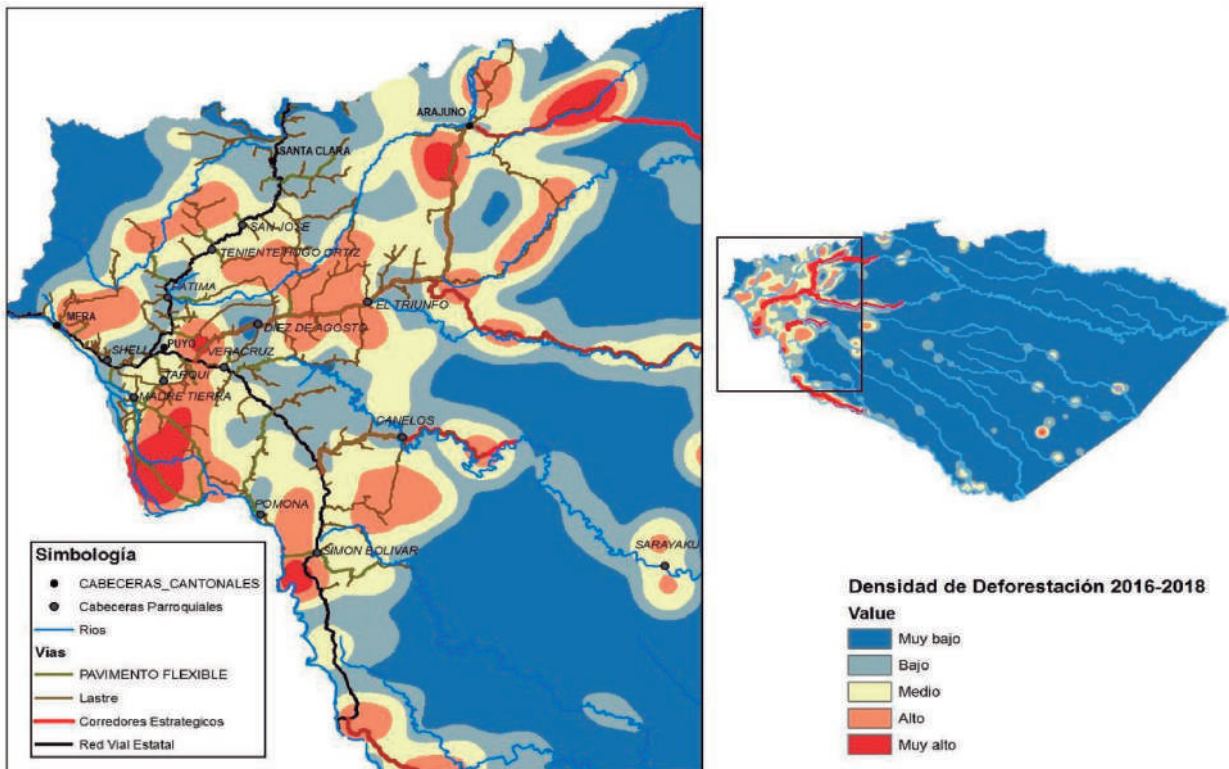 ARAJUNO
SANTA CLARA
SAN JOSE
TENIENTE HUGO ORTIZ
FATIMA
EL TRIUNFO
MERA
DIEZ DE AGOSTO
PUYO
SHELL
VERACRUZ
TARQUI
MADRE TIERRA
CANELOS
POMONA
SIMON BOLIVAR
SARAYAKU
Simbología
CABECERAS_CANTONALES
Cabeceras Parroquiales
Rios
Vias
PAVIMENTO FLEXIBLE
Lastre
Corredores Estrategicos
Red Vial Estatal
Densidad de Deforestación 2016-2018
Value
Muy bajo
Bajo
Medio
Alto
Muy alto